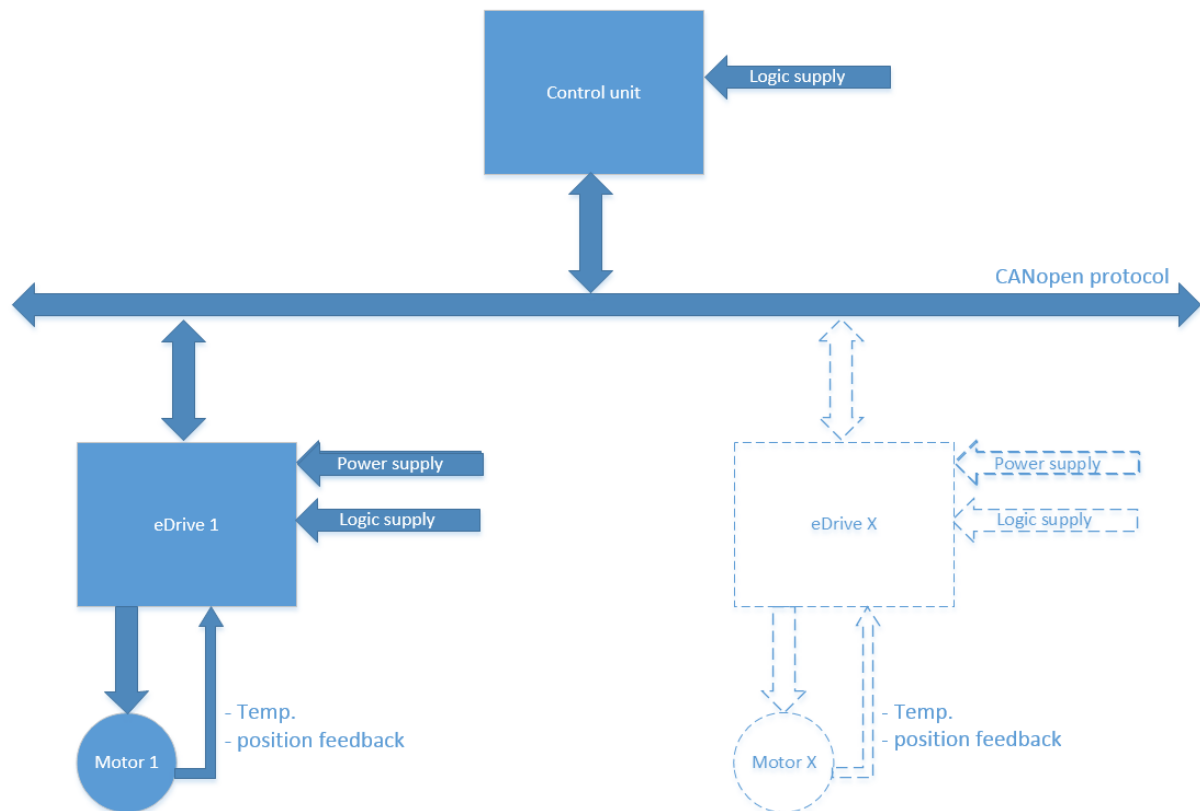 Control unit
Logic supply
CANopen protocol
Power supply
Logic supply
eDrive 1
Power supply
Logic supply
eDrive X
- Temp.
- position feedback
Motor 1
- Temp.
- position feedback
Motor X